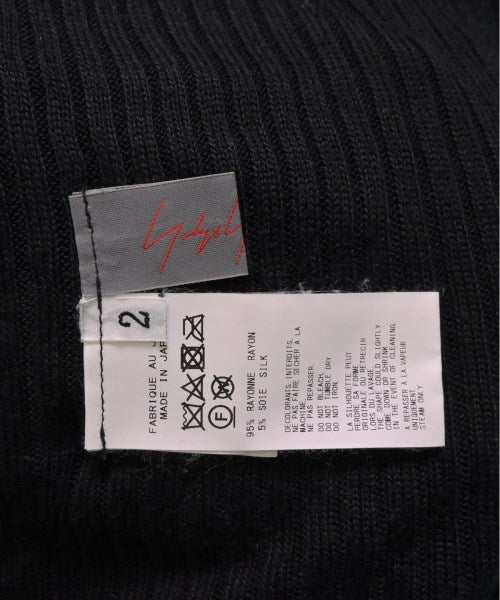 Yohji Y
2
FABRIQUE AU J
MADE IN JAP
F
95% RAYONNE RAYON
5% SOIE SILK
DECOLORANTS INTERDITS.
NE PAS FAIRE SECHER A LA
MACHINE.
NE PAS REPASSER.
DO NOT BLEACH.
DO NOT TUMBLE DRY.
DO NOT IRON.
LA SILHOUETTE PEUT
PERDRE SA FORME
ORIGINALE OU RETRECIR
LORS DU LAVAGE.
THE SHAPE COULD SLIGHTLY
COME DOWN OR SHRINK
IN THE EVENT OF CLEANING.
A REPASSER A LA VAPEUR
UNIQUEMENT
STEAM ONLY.